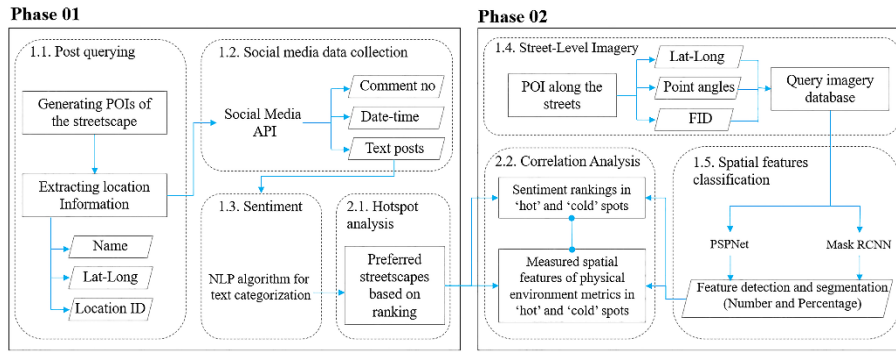 Phase 01
1.1. Post querying
Generating POIs of
the streetscape
Extracting location
Information
Name
Lat-Long
Location ID
1.2. Social media data collection
Social Media
API
Comment no
Date-time
Text posts
1.3. Sentiment
NLP algorithm for
text categorization
2.1. Hotspot
analysis
Preferred
streetscapes
based on
ranking
Phase 02
1.4. Street-Level Imagery
POI along the
streets
Lat-Long
Point angles
FID
Query imagery
database
2.2. Correlation Analysis
Sentiment rankings in
'hot' and 'cold' spots
Measured spatial
features of physical
environment metrics in
'hot' and 'cold' spots
1.5. Spatial features
classification
PSPNet
Mask RCNN
Feature detection and segmentation
(Number and Percentage)